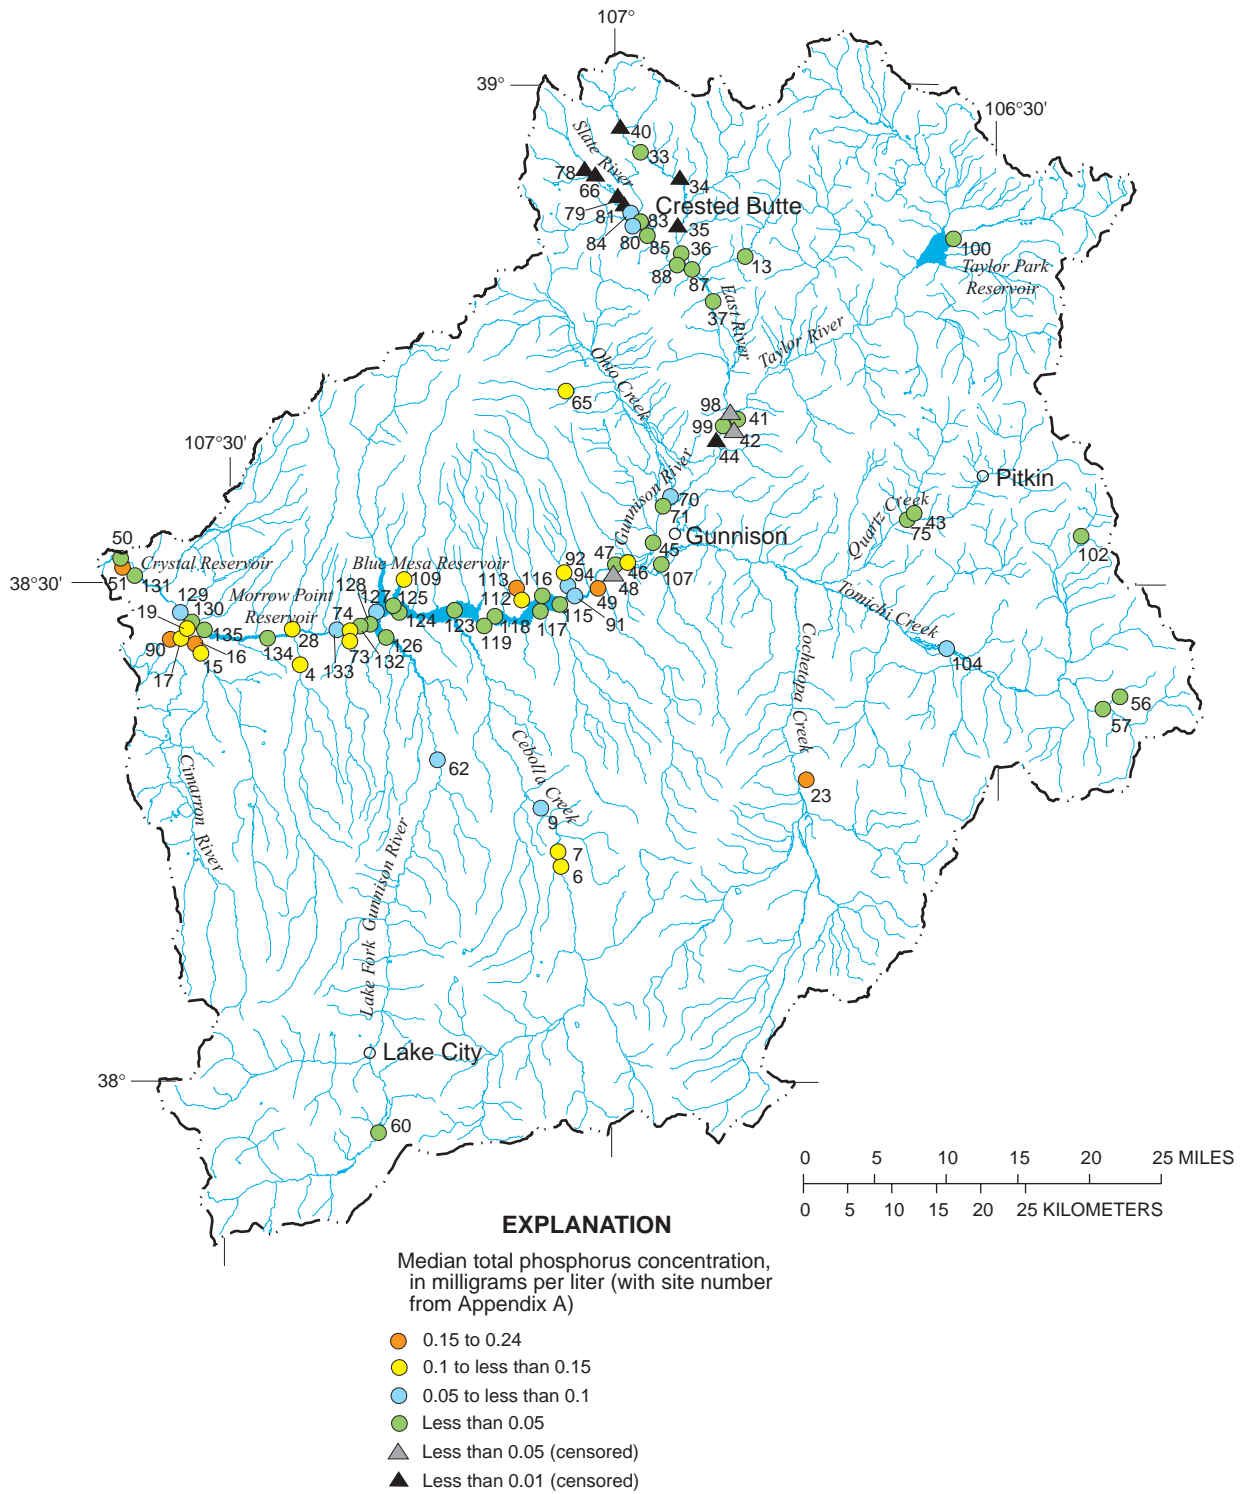 107°
39°
106°30'
Slate River
40
33
78
66
34
79
81
Crested Butte
83
84
80
35
85
36
88
87
13
100
Taylor Park
Reservoir
37
East River
Taylor River
Ohio Creek
65
98
41
99
42
44
107°30'
Gunnison River
70
71
Pitkin
Quartz Creek
43
75
Gunnison
45
102
50
51
131
Crystal Reservoir
38°30'
Blue Mesa Reservoir
92
47
46
107
48
94
49
91
109
113
116
112
115
128
127
125
124
123
118
117
119
129
130
19
Morrow Point
Reservoir
74
135
28
134
133
73
132
126
90
17
16
15
4
Tomichi Creek
104
Cochetopa Creek
56
57
62
Cebolla Creek
23
Cimarron River
9
7
6
Lake Fork Gunnison River
Lake City
38°
60
0 5 10 15 20 25 MILES
0 5 10 15 20 25 KILOMETERS
EXPLANATION
Median total phosphorus concentration,
in milligrams per liter (with site number
from Appendix A)
0.15 to 0.24
0.1 to less than 0.15
0.05 to less than 0.1
Less than 0.05
Less than 0.05 (censored)
Less than 0.01 (censored)